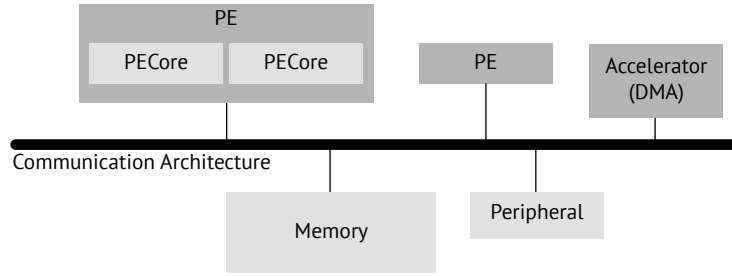 PE
PECore
PECore
PE
Accelerator
(DMA)
Communication Architecture
Memory
Peripheral